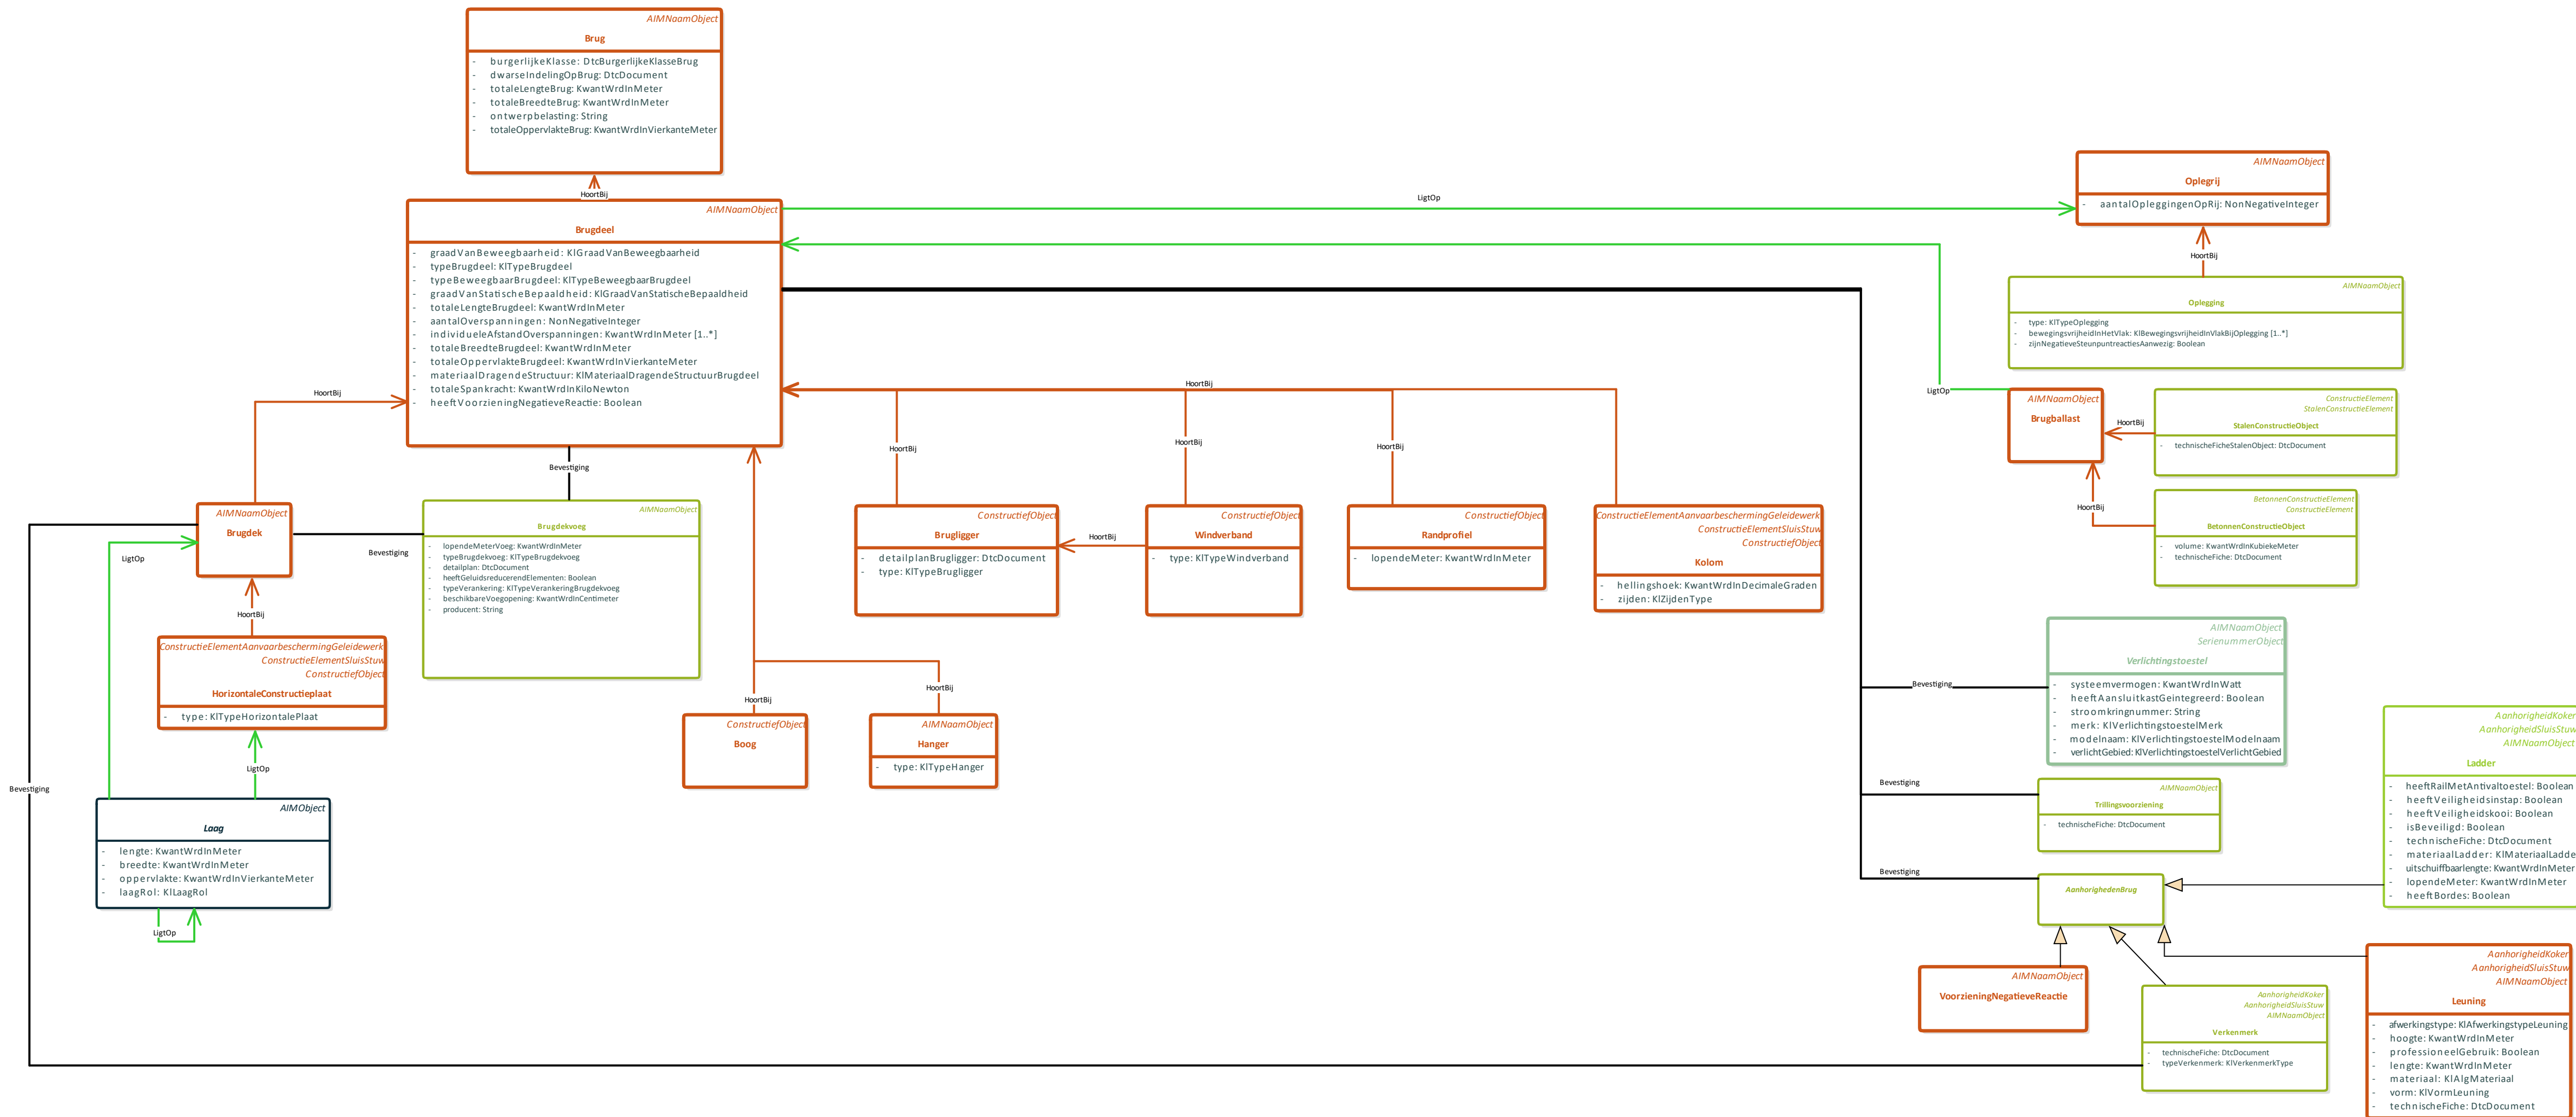 AIMNaamObject
Brug
- burgerlijkeKlasse: DtcBurgerlijkeKlasseBrug
- dwarseIndelingOpBrug: DtcDocument
- totaleLengteBrug: KwantWrdInMeter
- totaleBreedteBrug: KwantWrdInMeter
- ontwerpbelasting: String
- totaleOppervlakteBrug: KwantWrdInVierkanteMeter
HoortBij
AIMNaamObject
Brugdeel
- graadVanBeweegbaarheid: KlGraadVanBeweegbaarheid
- typeBrugdeel: KlTypeBrugdeel
- typeBeweegbaarBrugdeel: KlTypeBeweegbaarBrugdeel
- graadVanStatischeBepaaldheid: KlGraadVanStatischeBepaaldheid
- totaleLengteBrugdeel: KwantWrdInMeter
- aantalOverspanningen: NonNegativeInteger
- individueleAfstandOverspanningen: KwantWrdInMeter [1..*]
- totaleBreedteBrugdeel: KwantWrdInMeter
- totaleOppervlakteBrugdeel: KwantWrdInVierkanteMeter
- materiaalDragendeStructuur: KlMateriaalDragendeStructuurBrugdeel
- totaleSpankracht: KwantWrdInKiloNewton
- heeftVoorzieningNegatieveReactie: Boolean
LigtOp
AIMNaamObject
Oplegrij
- aantalOpleggingenOpRij: NonNegativeInteger
HoortBij
AIMNaamObject
Oplegging
- type: KlTypeOplegging
- bewegingsvrijheidInHetVlak: KlBewegingsvrijheidInVlakBijOplegging [1..*]
- zijnNegatieveSteunpuntreactiesAanwezig: Boolean
LigtOp
AIMNaamObject
Brugballast
HoortBij
ConstructieElement
StalenConstructieElement
StalenConstructieObject
- technischeFicheStalenObject: DtcDocument
HoortBij
BetonnenConstructieElement
ConstructieElement
BetonnenConstructieObject
- volume: KwantWrdInKubiekeMeter
- technischeFiche: DtcDocument
HoortBij
HoortBij
HoortBij
HoortBij
HoortBij
Bevestiging
AIMNaamObject
Brugdek
Bevestiging
AIMNaamObject
Brugdekvoeg
- lopendeMeterVoeg: KwantWrdInMeter
- typeBrugdekvoeg: KlTypeBrugdekvoeg
- detailplan: DtcDocument
- heeftGeluidsreducerendElementen: Boolean
- typeVerankering: KlTypeVerankeringBrugdekvoeg
- beschikbareVoegopening: KwantWrdInCentimeter
- producent: String
ConstructiefObject
Brugligger
- detailplanBrugligger: DtcDocument
- type: KlTypeBrugligger
HoortBij
ConstructiefObject
Windverband
- type: KlTypeWindverband
ConstructiefObject
Randprofiel
- lopendeMeter: KwantWrdInMeter
ConstructieElementAanvaarbeschermingGeleidewerk
ConstructieElementSluisStuw
ConstructiefObject
Kolom
- hellingshoek: KwantWrdInDecimaleGraden
- zijden: KlZijdenType
LigtOp
HoortBij
ConstructieElementAanvaarbeschermingGeleidewerk
ConstructieElementSluisStuw
ConstructiefObject
HorizontaleConstructieplaat
- type: KlTypeHorizontalePlaat
LigtOp
HoortBij
HoortBij
ConstructiefObject
Boog
AIMNaamObject
Hanger
- type: KlTypeHanger
Bevestiging
AIMObject
Laag
- lengte: KwantWrdInMeter
- breedte: KwantWrdInMeter
- oppervlakte: KwantWrdInVierkanteMeter
- laagRol: KlLaagRol
LigtOp
Bevestiging
AIMNaamObject
SerienummerObject
Verlichtingstoestel
- systeemvermogen: KwantWrdInWatt
- heeftAansluitkastGeintegreerd: Boolean
- stroomkringnummer: String
- merk: KlVerlichtingstoestelMerk
- modelnaam: KlVerlichtingstoestelModelnaam
- verlichtGebied: KlVerlichtingstoestelVerlichtGebied
Bevestiging
AIMNaamObject
Trillingsvoorziening
- technischeFiche: DtcDocument
Bevestiging
AanhorighedenBrug
AanhorigheidKoker
AanhorigheidSluisStuw
AIMNaamObject
Ladder
- heeftRailMetAntivaltoestel: Boolean
- heeftVeiligheidsinstap: Boolean
- heeftVeiligheidskooi: Boolean
- isBeveiligd: Boolean
- technischeFiche: DtcDocument
- materiaalLadder: KlMateriaalLadde
- uitschuifbaarlengte: KwantWrdInMeter
- lopendeMeter: KwantWrdInMeter
- heeftBordes: Boolean
AIMNaamObject
VoorzieningNegatieveReactie
AanhorigheidKoker
AanhorigheidSluisStuw
AIMNaamObject
Verkenmerk
- technischeFiche: DtcDocument
- typeVerkenmerk: KlVerkenmerkType
AanhorigheidKoker
AanhorigheidSluisStuw
AIMNaamObject
Leuning
- afwerkingstype: KlAfwerkingstypeLeuning
- hoogte: KwantWrdInMeter
- professioneelGebruik: Boolean
- lengte: KwantWrdInMeter
- materiaal: KlAlgMateriaal
- vorm: KlVormLeuning
- technischeFiche: DtcDocument